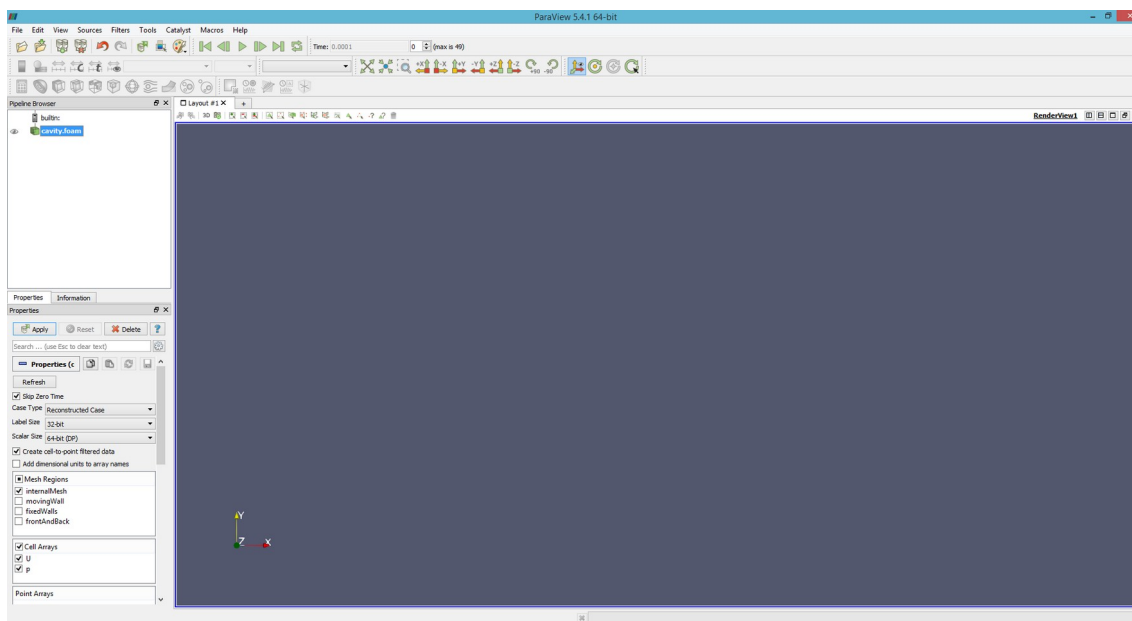 ParaView 5.4.1 64-bit
File Edit View Sources Filters Tools Catalyst Macros Help
Time: 0.0001 0 (max is 49)
+X -X +Y -Y +Z -Z +90 -90
Pipeline Browser
Layout #1 +
builtin:
3D
RenderView1
cavity.foam
Properties Information
Properties
Apply Reset Delete ?
Search ... (use Esc to clear text)
Properties (c
Refresh
Skip Zero Time
Case Type Reconstructed Case
Label Size 32-bit
Scalar Size 64-bit (DP)
Create cell-to-point filtered data
Add dimensional units to array names
Mesh Regions
internalMesh
movingWall
fixedWalls
frontAndBack
Y
Z X
Cell Arrays
U
p
Point Arrays